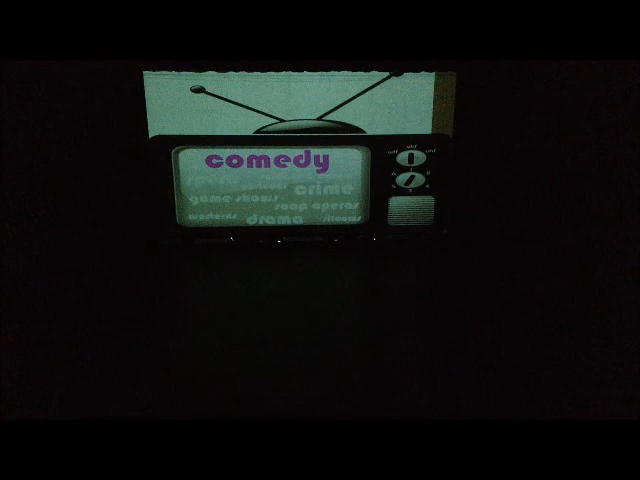 comedy
crime
game shows
soap operas
westerns
drama
sitcoms